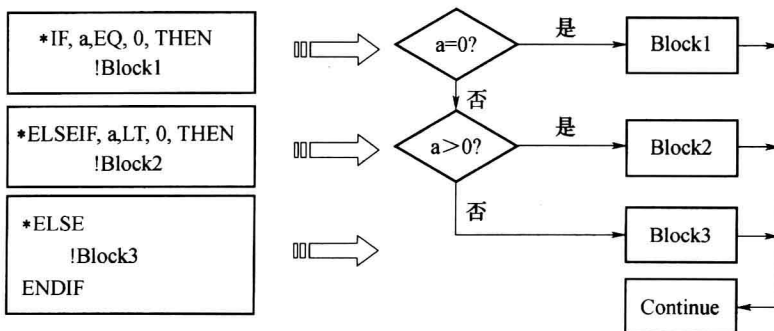 *IF, a,EQ, 0, THEN
!Block1
a=0?
是
Block1
否
*ELSEIF, a,LT, 0, THEN
!Block2
a>0?
是
Block2
否
*ELSE
!Block3
ENDIF
Block3
Continue